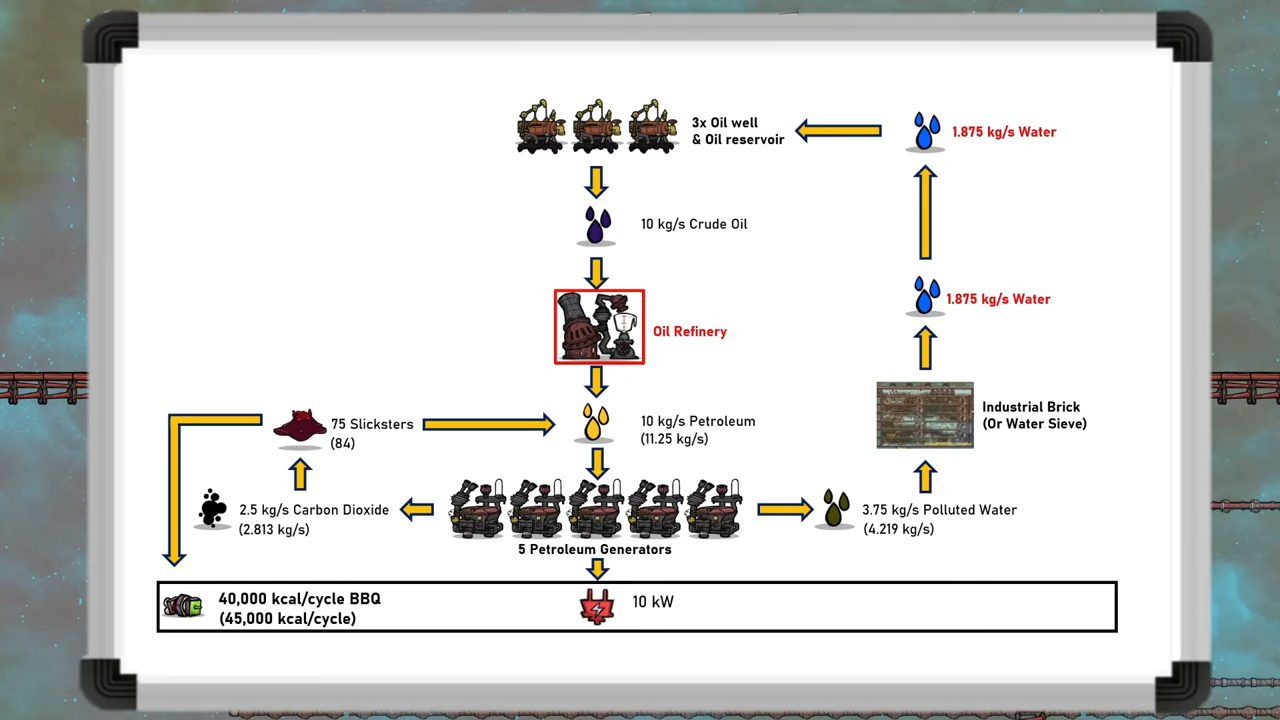 3x Oil well
& Oil reservoir
1.875 kg/s Water
10 kg/s Crude Oil
1.875 kg/s Water
Oil Refinery
75 Slicksters
(84)
10 kg/s Petroleum
(11.25 kg/s)
Industrial Brick
(Or Water Sieve)
2.5 kg/s Carbon Dioxide
(2.813 kg/s)
3.75 kg/s Polluted Water
(4.219 kg/s)
5 Petroleum Generators
40,000 kcal/cycle BBQ
(45,000 kcal/cycle)
10 kW